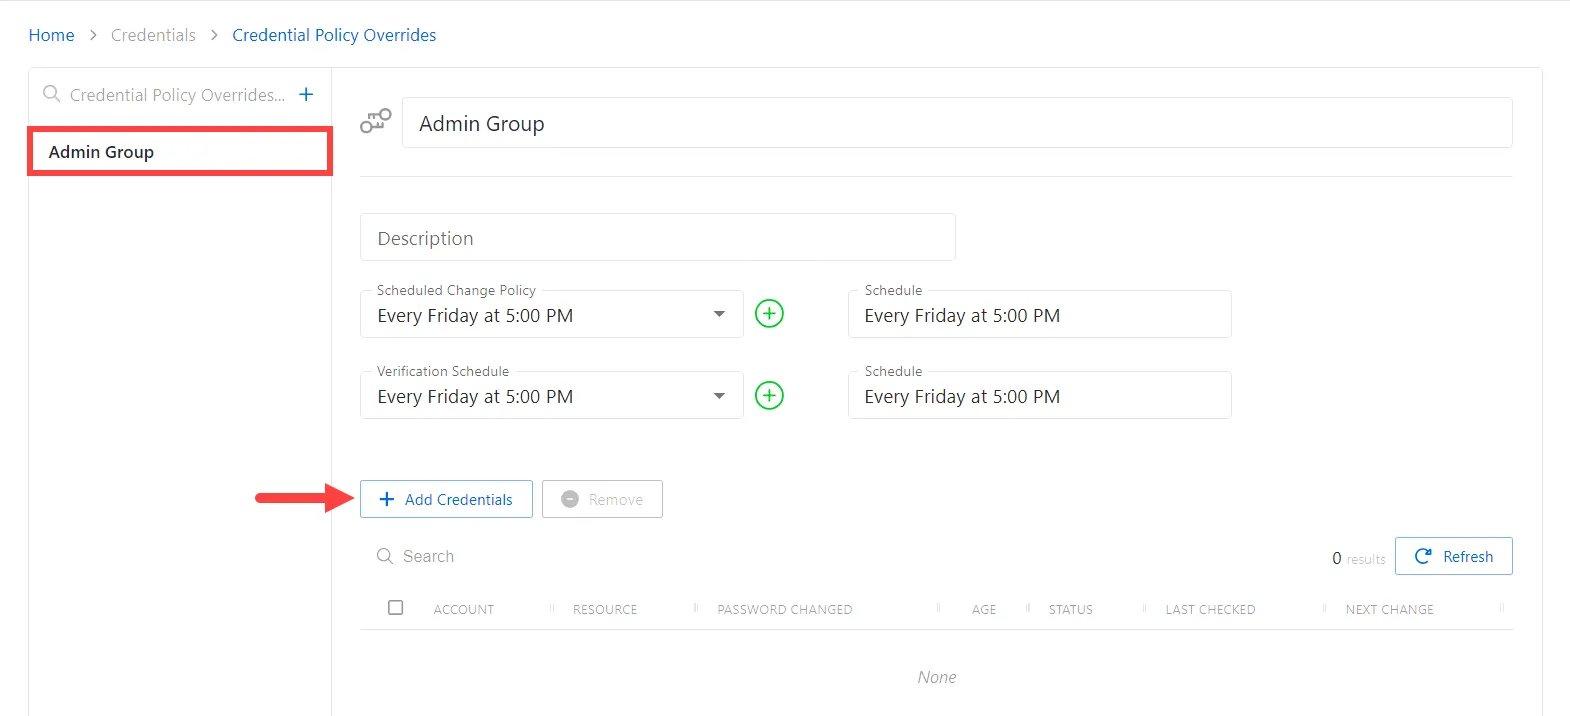 Home > Credentials > Credential Policy Overrides
Credential Policy Overrides...
Admin Group
Admin Group
Description
Scheduled Change Policy
Every Friday at 5:00 PM
Schedule
Every Friday at 5:00 PM
Verification Schedule
Every Friday at 5:00 PM
Schedule
Every Friday at 5:00 PM
Add Credentials
Remove
Search
0 results
Refresh
ACCOUNT RESOURCE PASSWORD CHANGED AGE STATUS LAST CHECKED NEXT CHANGE
None